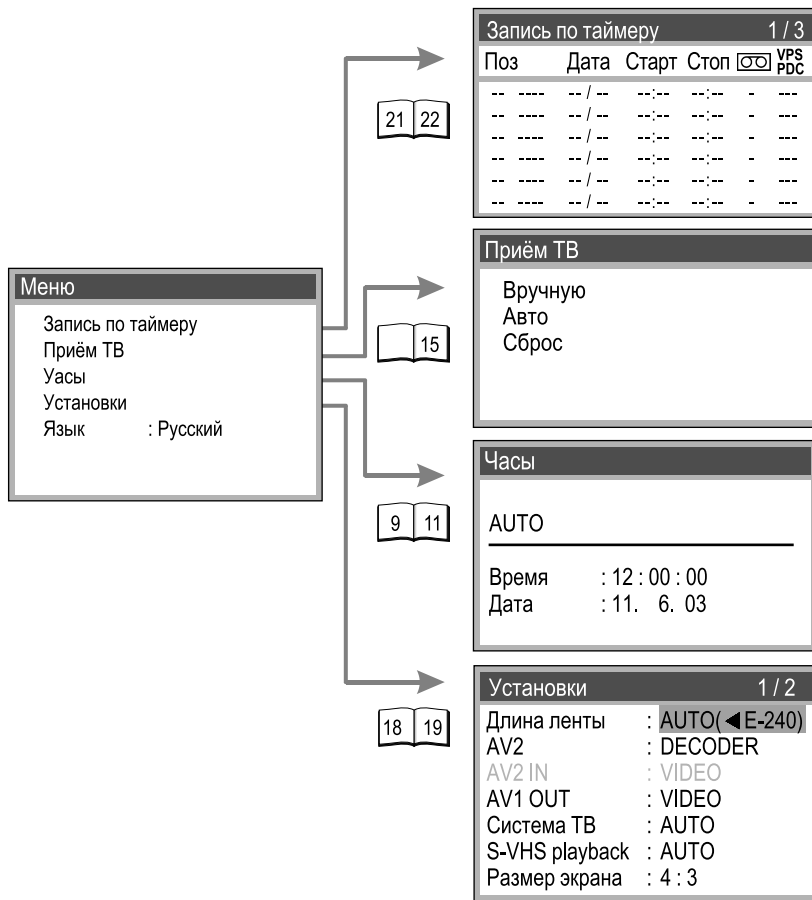 Меню
Запись по таймеру
Приём ТВ
Уасы
Установки
Язык : Русский
21 22
Запись по таймеру 1 / 3
Поз Дата Старт Стоп VPS PDC
-- ---- -- / -- --:-- --:-- - ---
-- ---- -- / -- --:-- --:-- - ---
-- ---- -- / -- --:-- --:-- - ---
-- ---- -- / -- --:-- --:-- - ---
-- ---- -- / -- --:-- --:-- - ---
-- ---- -- / -- --:-- --:-- - ---
15
Приём ТВ
Вручную
Авто
Сброс
9 11
Часы
AUTO
Время : 12 : 00 : 00
Дата : 11. 6. 03
18 19
Установки 1 / 2
Длина ленты : AUTO(◀E-240)
AV2 : DECODER
AV2 IN : VIDEO
AV1 OUT : VIDEO
Система ТВ : AUTO
S-VHS playback : AUTO
Размер экрана : 4 : 3